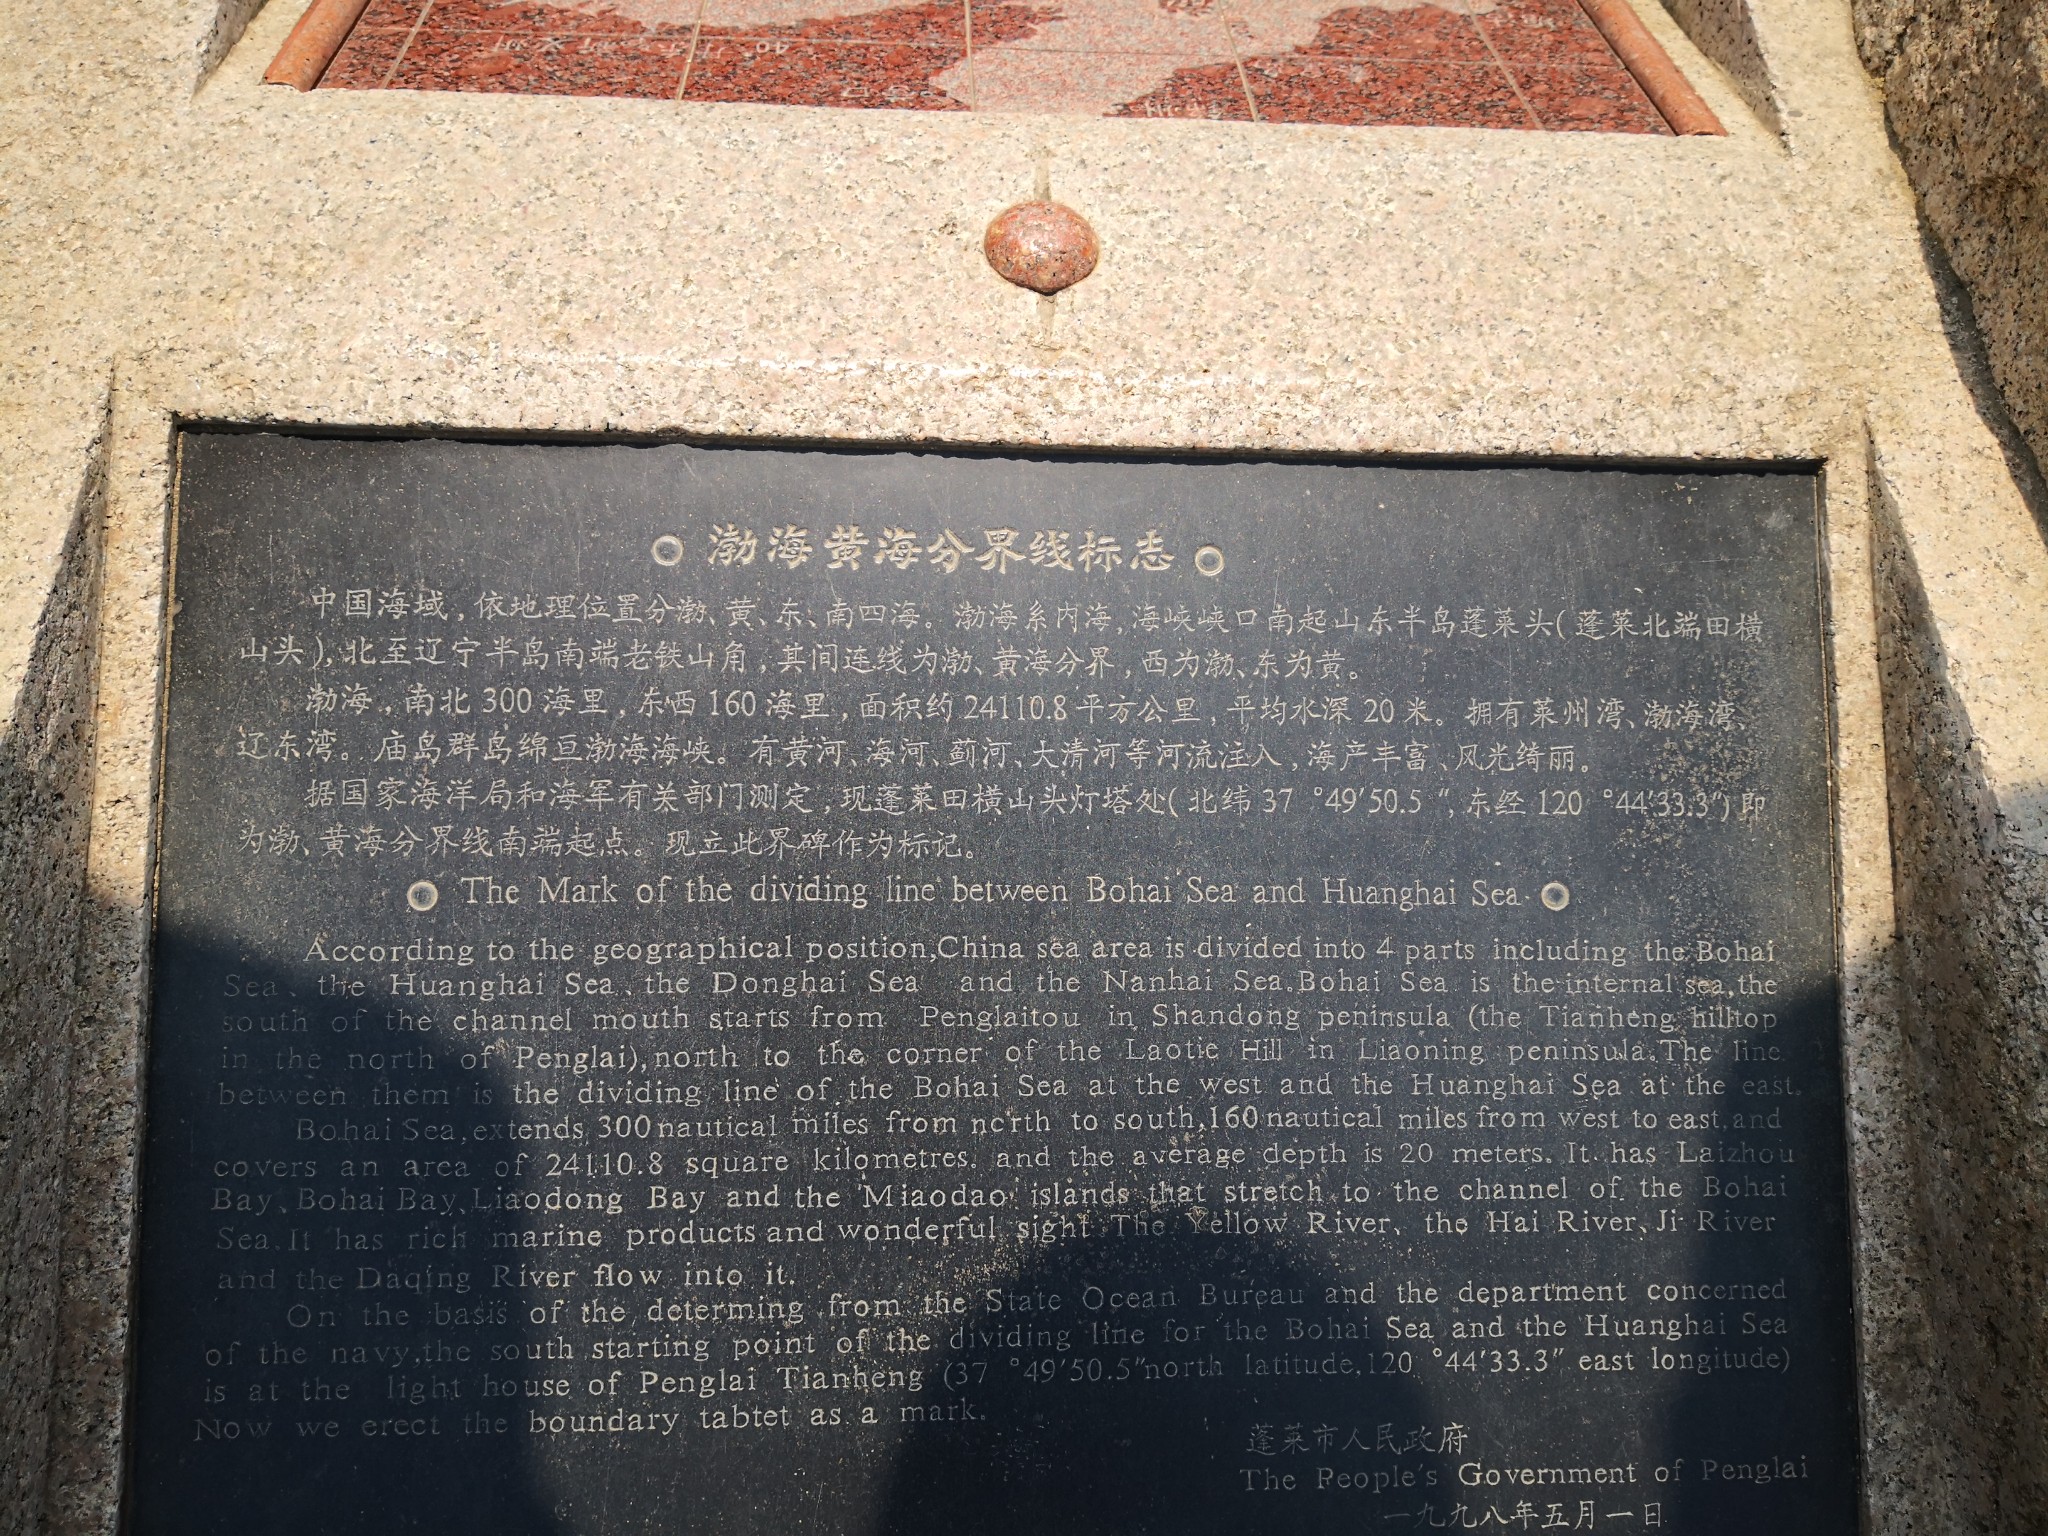 渤海黄海分界线标志
中国海域，依地理位置分渤、黄、东、南四海。渤海系内海，海峡峡口南起山东半岛蓬莱头(蓬莱北端田横
山头)，北至辽宁半岛南端老铁山角，其间连线为渤、黄海分界，西为渤、东为黄。
渤海，南北300海里，东西160海里，面积约24110.8平方公里，平均水深20米。拥有莱州湾、渤海湾、
辽东湾。庙岛群岛绵亘渤海海峡。有黄河、海河、蓟河、大清河等河流注入，海产丰富、风光绮丽。
据国家海洋局和海军有关部门测定，现蓬莱田横山头灯塔处(北纬37°49′50.5″，东经120°44′33.3″)即
为渤、黄海分界线南端起点。现立此界碑作为标记。
The Mark of the dividing line between Bohai Sea and Huanghai Sea
According to the geographical position,China sea area is divided into 4 parts including the Bohai
Sea、the Huanghai Sea、the Donghai Sea and the Nanhai Sea.Bohai Sea is the internal sea,the
south of the channel mouth starts from Penglaitou in Shandong peninsula (the Tianheng hilltop
in the north of Penglai),north to the corner of the Laotie Hill in Liaoning peninsula.The line
between them is the dividing line of the Bohai Sea at the west and the Huanghai Sea at the east.
Bohai Sea,extends 300 nautical miles from north to south,160 nautical miles from west to east,and
covers an area of 24110.8 square kilometres. and the average depth is 20 meters. It has Laizhou
Bay、Bohai Bay、Liaodong Bay and the Miaodao islands that stretch to the channel of the Bohai
Sea.It has rich marine products and wonderful sight The Yellow River、the Hai River、Ji River
and the Daqing River flow into it.
On the basis of the determing from the State Ocean Bureau and the department concerned
of the navy,the south starting point of the dividing line for the Bohai Sea and the Huanghai Sea
is at the light house of Penglai Tianheng (37°49′50.5″north latitude,120°44′33.3″ east longitude)
Now we erect the boundary tabtet as a mark.
蓬莱市人民政府
The People's Government of Penglai
一九九八年五月一日